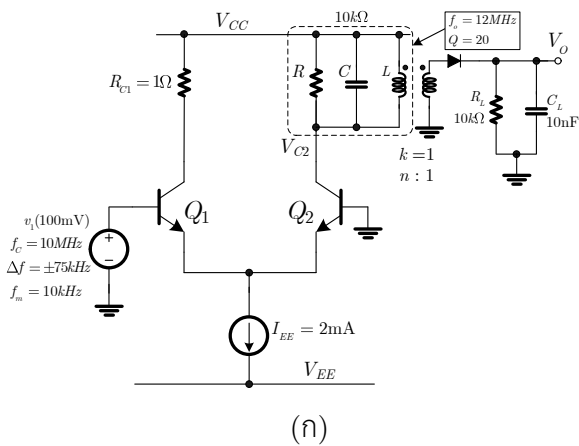 V_CC
10kΩ
f_o = 12MHz
Q = 20
V_O
R_C1 = 1Ω
R
C
L
R_L
10kΩ
C_L
10nF
V_C2
k = 1
n : 1
Q_1
Q_2
v_1(100mV)
f_C = 10MHz
Δf = ±75kHz
f_m = 10kHz
I_EE = 2mA
V_EE
(ก)